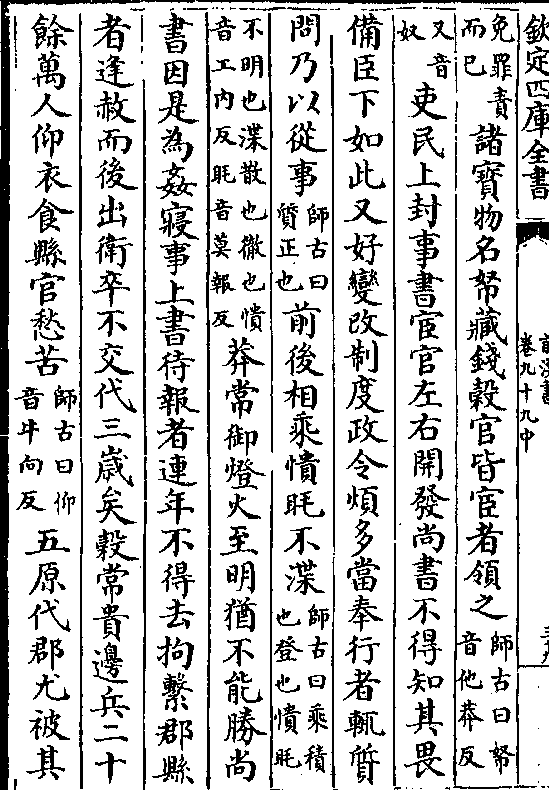 欽定四庫全書
卷九十九中
免罪責
而已
諸寶物名帑藏錢穀官皆宦者領之
師古曰帑
音他莽反
又音
奴
吏民上封事書宦官左右開發尚書不得知其畏
備臣下如此又好變改制度政令煩多當奉行者輒質
問乃以從事
師古曰
質正也
前後相乘憒眊不渫
師古曰乘積
也登也憒眊
不明也渫散也徹也憒
音工内反眊音莫報反
莽常御燈火至明猶不能勝尚
書因是為姦寢事上書待報者連年不得去拘繫郡縣
者逢赦而後出衛卒不交代三歳矣穀常貴邊兵二十
餘萬人仰衣食縣官愁苦
師古曰仰
音牛向反
五原代郡尤被其